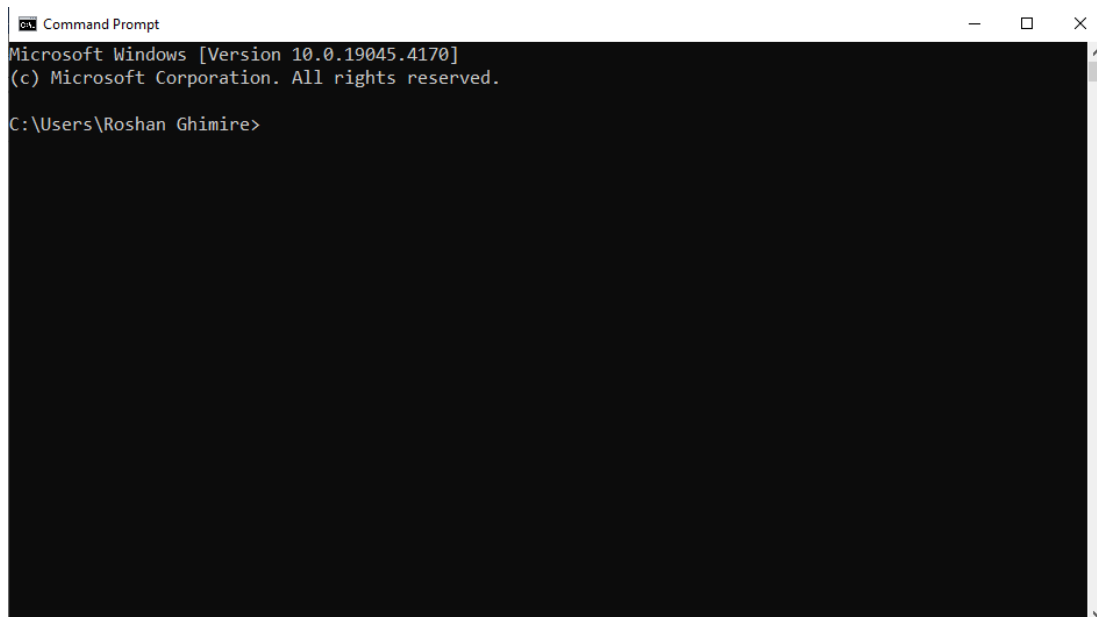 Command Prompt
Microsoft Windows [Version 10.0.19045.4170]
(c) Microsoft Corporation. All rights reserved.
C:\Users\Roshan Ghimire>